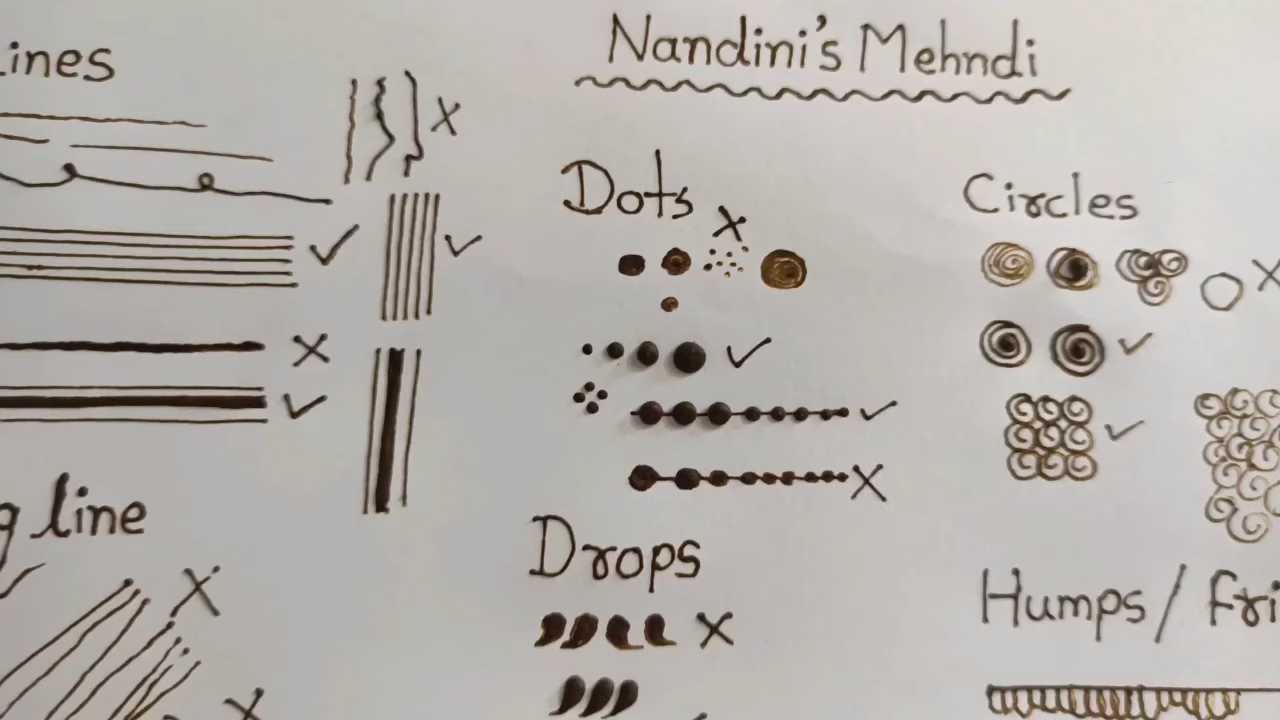 Nandini's Mehndi
Lines
Dots
Circles
line
Drops
Humps /